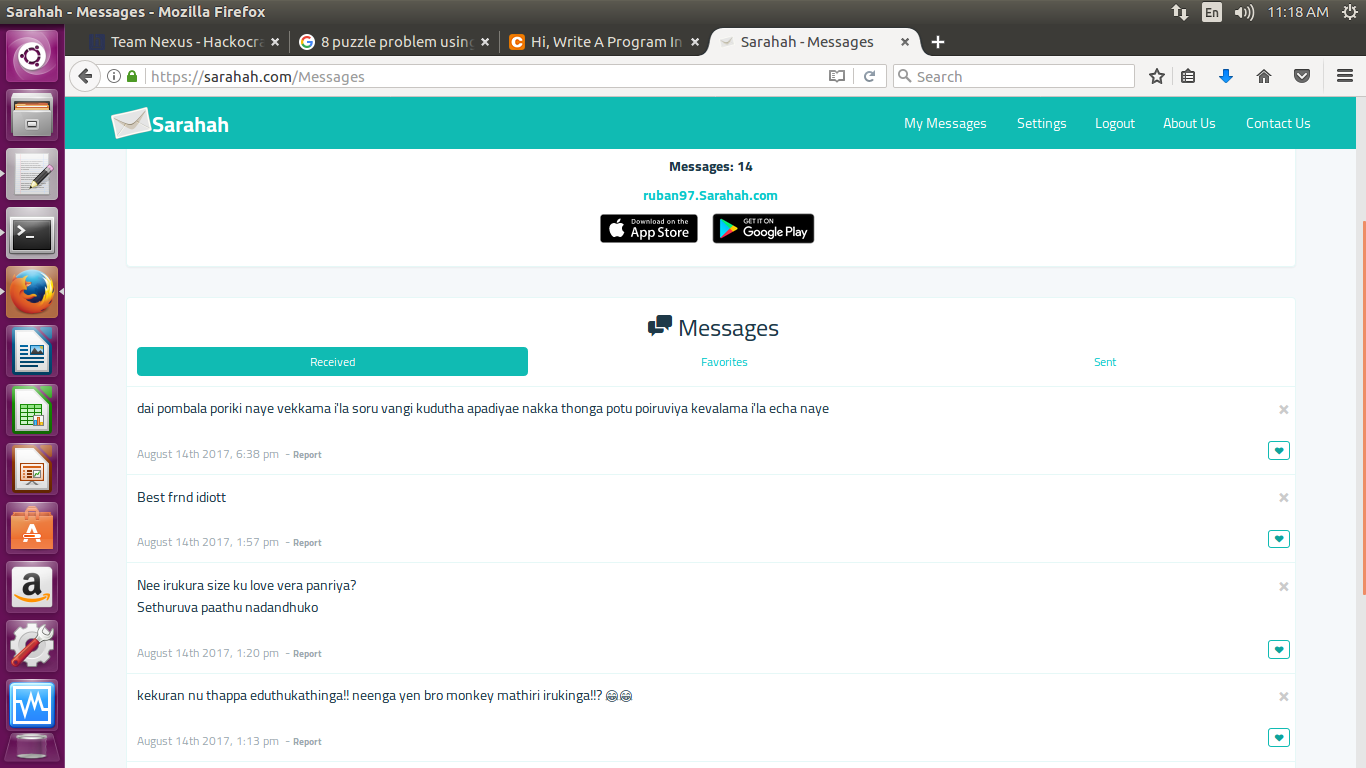 Sarahah - Messages - Mozilla Firefox
En
11:18 AM
Team Nexus - Hackocra
8 puzzle problem using
Hi, Write A Program In
Sarahah - Messages
https://sarahah.com/Messages
Search
Sarahah
My Messages
Settings
Logout
About Us
Contact Us
Messages: 14
ruban97.Sarahah.com
Download on the
App Store
GET IT ON
Google Play
Messages
Received
Favorites
Sent
dai pombala poriki naye vekkama i'la soru vangi kudutha apadiyae nakka thonga potu poiruviya kevalama i'la echa naye
August 14th 2017, 6:38 pm - Report
Best frnd idiott
August 14th 2017, 1:57 pm - Report
Nee irukura size ku love vera panriya?
Sethuruva paathu nadandhuko
August 14th 2017, 1:20 pm - Report
kekuran nu thappa eduthukathinga!! neenga yen bro monkey mathiri irukinga!!? 😂😂
August 14th 2017, 1:13 pm - Report